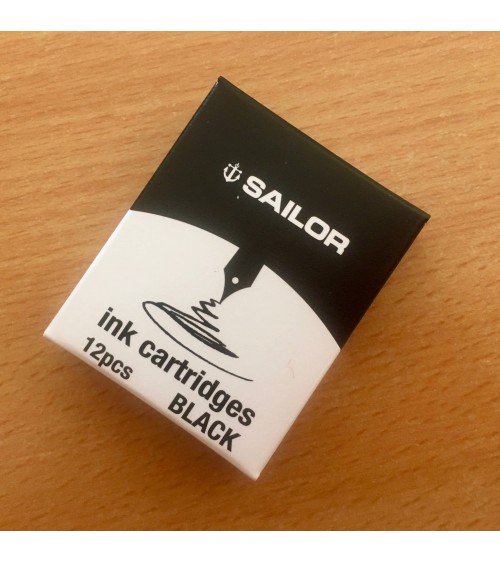 SAILOR
ink cartridges
12pcs
BLACK